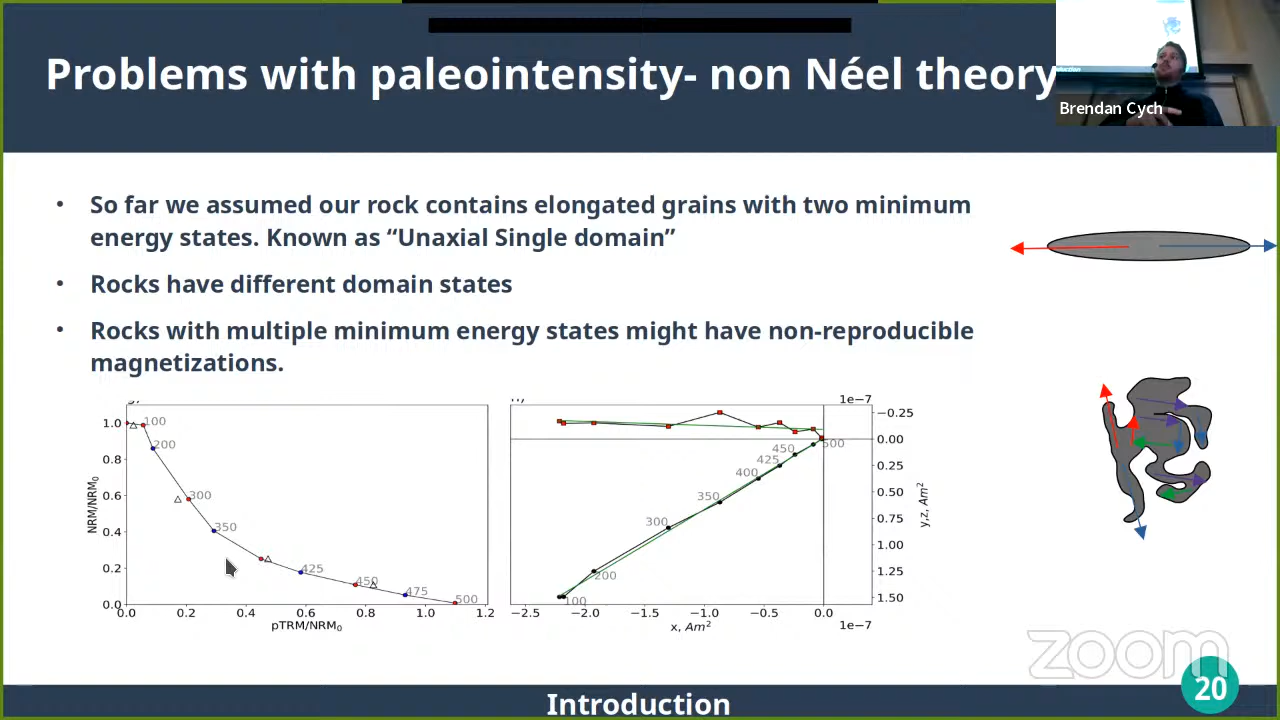 Problems with paleointensity- non Néel theory
Brendan Cych
• So far we assumed our rock contains elongated grains with two minimum
energy states. Known as “Unaxial Single domain”
• Rocks have different domain states
• Rocks with multiple minimum energy states might have non-reproducible
magnetizations.
1.0
0.8
0.6
0.4
0.2
0.0
NRM/NRM0
100
200
300
350
425
450
475
500
0.0 0.2 0.4 0.6 0.8 1.0 1.2
pTRM/NRM0
1e-7
−0.25
0.00
0.25
0.50
0.75
1.00
1.25
1.50
y,z, Am²
500
450
425
400
350
300
200
100
−2.5 −2.0 −1.5 −1.0 −0.5 0.0
x, Am² 1e-7
zoom
20
Introduction